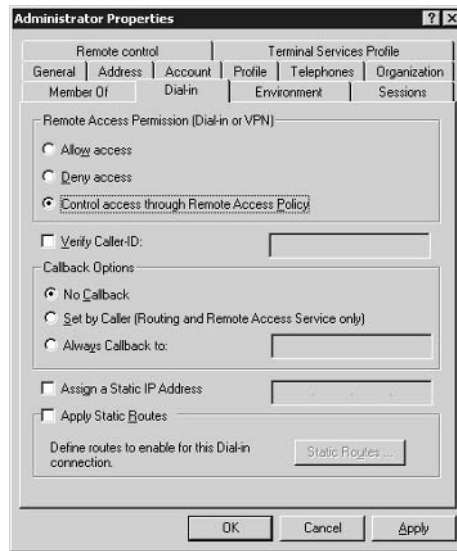 Administrator Properties
Remote control Terminal Services Profile
General Address Account Profile Telephones Organization
Member Of Dial-in Environment Sessions
Remote Access Permission (Dial-in or VPN)
Allow access
Deny access
Control access through Remote Access Policy
Verify Caller-ID:
Callback Options
No Callback
Set by Caller (Routing and Remote Access Service only)
Always Callback to:
Assign a Static IP Address
Apply Static Routes
Define routes to enable for this Dial-in
connection.
Static Routes ...
OK Cancel Apply